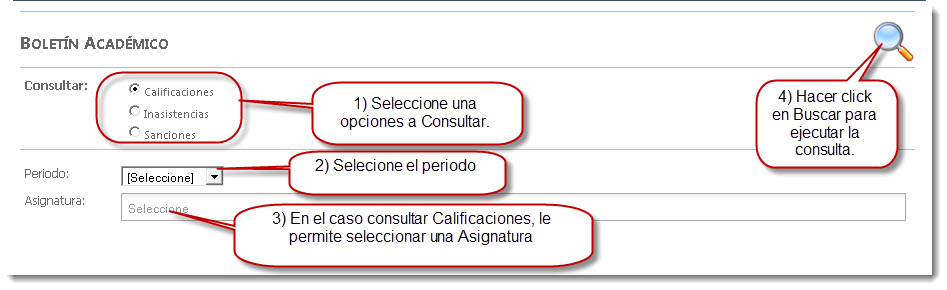 BOLETÍN ACADÉMICO
Consultar:
Calificaciones
Inasistencias
Sanciones
1) Seleccione una
opciones a Consultar.
4) Hacer click
en Buscar para
ejecutar la
consulta.
Periodo:
[Seleccione]
2) Selecione el periodo
Asignatura:
Seleccione
3) En el caso consultar Calificaciones, le
permite seleccionar una Asignatura